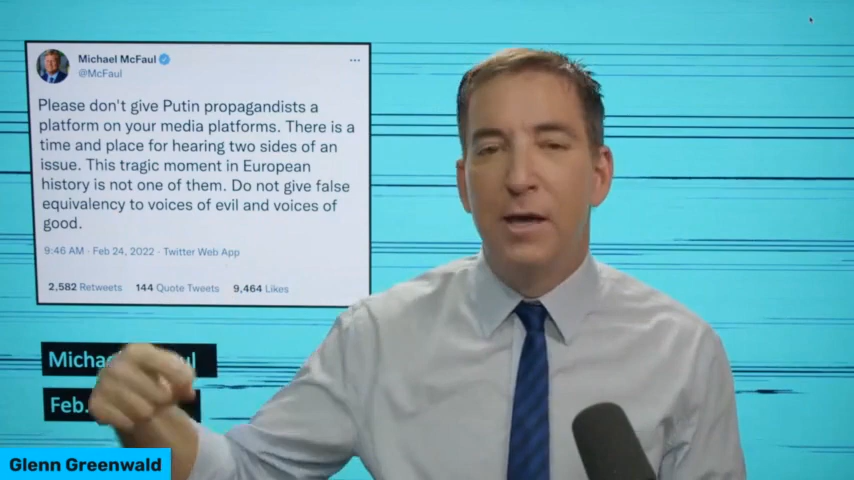 Michael McFaul
@McFaul
Please don't give Putin propagandists a
platform on your media platforms. There is a
time and place for hearing two sides of an
issue. This tragic moment in European
history is not one of them. Do not give false
equivalency to voices of evil and voices of
good.
9:46 AM · Feb 24, 2022 · Twitter Web App
2,582 Retweets 144 Quote Tweets 9,464 Likes
Feb.
Glenn Greenwald